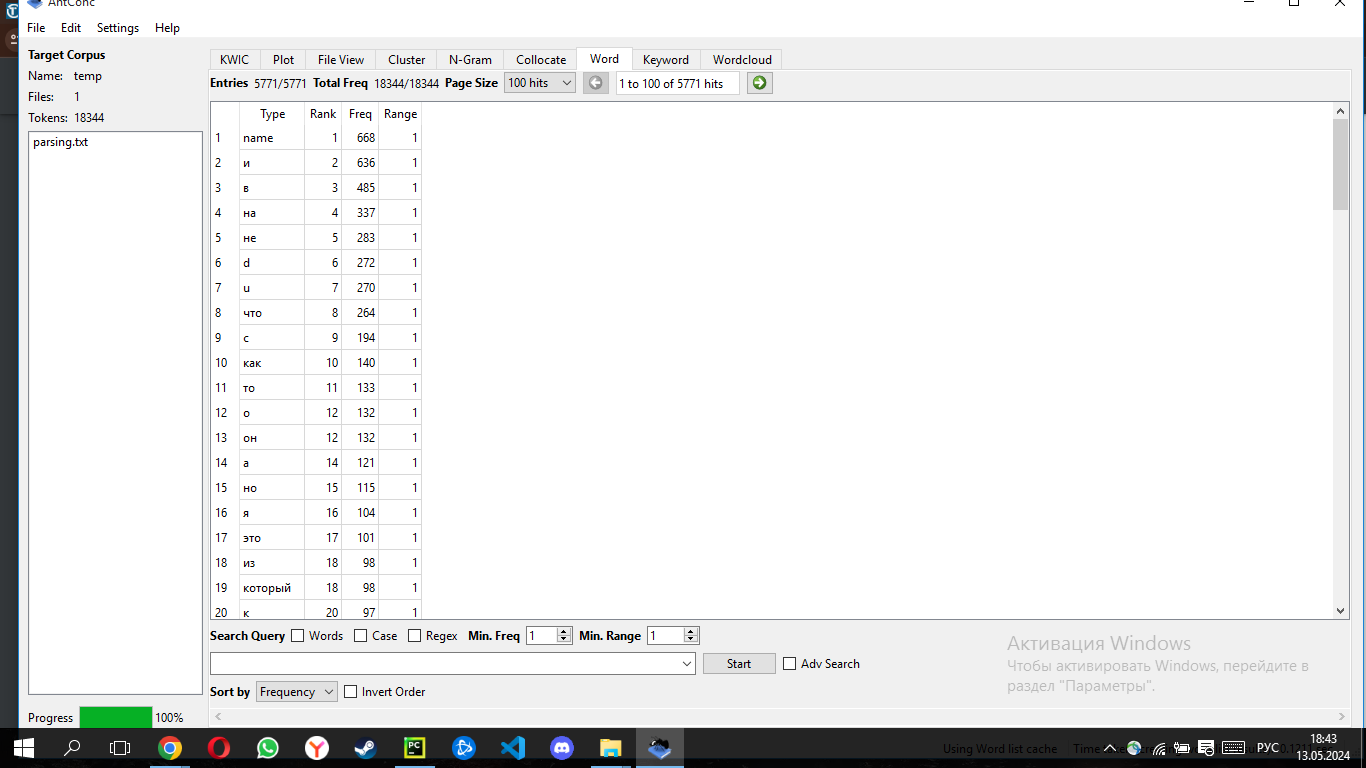 AntConc
File Edit Settings Help
Target Corpus
Name: temp
Files: 1
Tokens: 18344
parsing.txt
Progress 100%
KWIC Plot File View Cluster N-Gram Collocate Word Keyword Wordcloud
Entries 5771/5771 Total Freq 18344/18344 Page Size 100 hits 1 to 100 of 5771 hits
Type Rank Freq Range
1 name 1 668 1
2 и 2 636 1
3 в 3 485 1
4 на 4 337 1
5 не 5 283 1
6 d 6 272 1
7 u 7 270 1
8 что 8 264 1
9 с 9 194 1
10 как 10 140 1
11 то 11 133 1
12 о 12 132 1
13 он 12 132 1
14 а 14 121 1
15 но 15 115 1
16 я 16 104 1
17 это 17 101 1
18 из 18 98 1
19 который 18 98 1
20 к 20 97 1
Search Query Words Case Regex Min. Freq 1 Min. Range 1
Start Adv Search
Sort by Frequency Invert Order
Активация Windows
Чтобы активировать Windows, перейдите в
раздел "Параметры".
Using Word list cache Time
РУС
18:43
13.05.2024